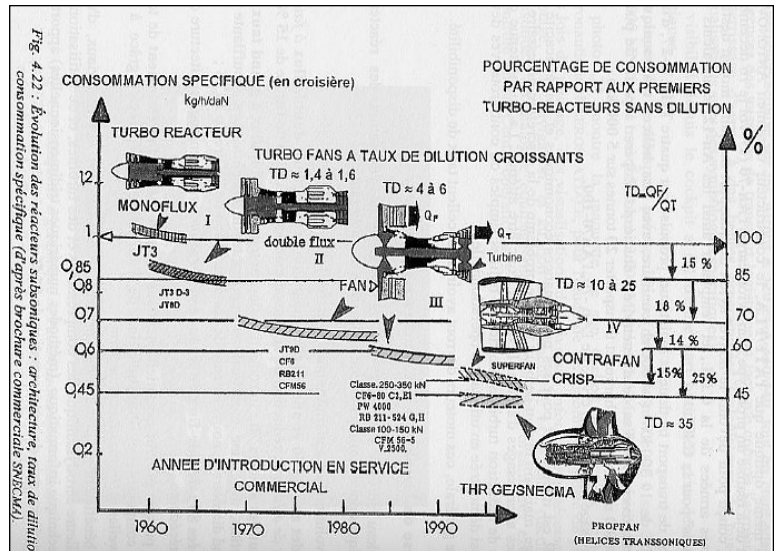 Fig. 4.22 : Évolution des réacteurs subsoniques : architecture, taux de dilution
consommation spécifique (d'après brochure commerciale SNECMA).
CONSOMMATION SPECIFIQUE (en croisière)
kg/h/daN
POURCENTAGE DE CONSOMMATION
PAR RAPPORT AUX PREMIERS
TURBO-REACTEURS SANS DILUTION
%
TURBO REACTEUR
TURBO FANS A TAUX DE DILUTION CROISSANTS
TD ≈ 1,4 à 1,6
TD ≈ 4 à 6
TD=QF/QT
1,2
MONOFLUX
I
QF
QT
1
double flux
100
JT3
II
Turbine
15 %
0,85
85
0,8
JT3 D-3
JT8D
FAN
III
TD ≈ 10 à 25
18 %
0,7
IV
70
14 %
0,6
60
JT9D
CF6
RB211
CFM56
SUPERFAN
CONTRAFAN
CRISP
15%
25%
Classe. 250-350 kN
CF6-80 C1,E1
PW 4000
RB 211-524 G,H
Classe 100-150 kN
CFM 56-5
V.2500.
0,45
45
TD ≈ 35
0,2
ANNEE D'INTRODUCTION EN SERVICE
COMMERCIAL
THR GE/SNECMA
1960
1970
1980
1990
PROPFAN
(HELICES TRANSSONIQUES)